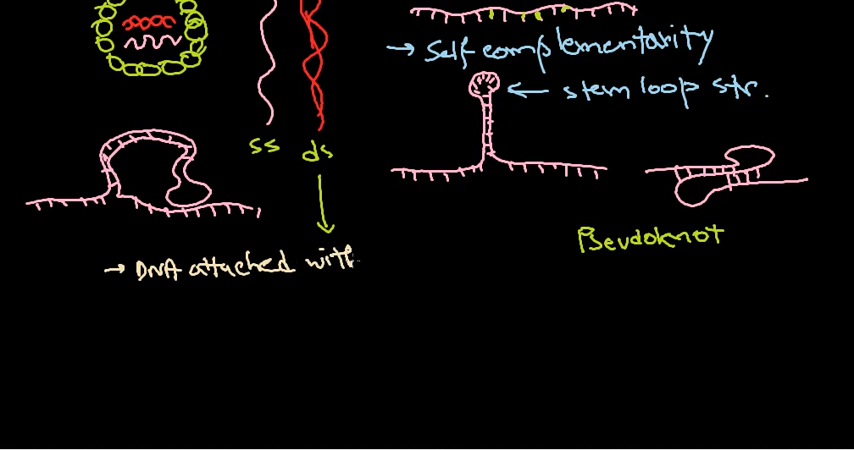 → Self complementarity
← stem loop str.
ss ds
Pseudoknot
→ DNA attached with